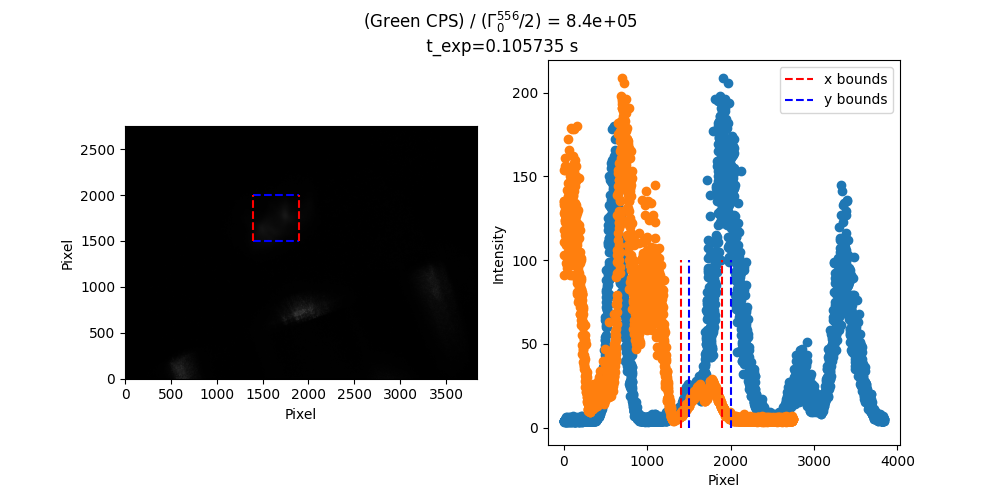 (Green CPS) / (Γ₀⁵⁵⁶/2) = 8.4e+05
t_exp=0.105735 s
2500
2000
1500
1000
500
0
Pixel
0 500 1000 1500 2000 2500 3000 3500
Pixel
200
150
100
50
0
Intensity
x bounds
y bounds
0 1000 2000 3000 4000
Pixel